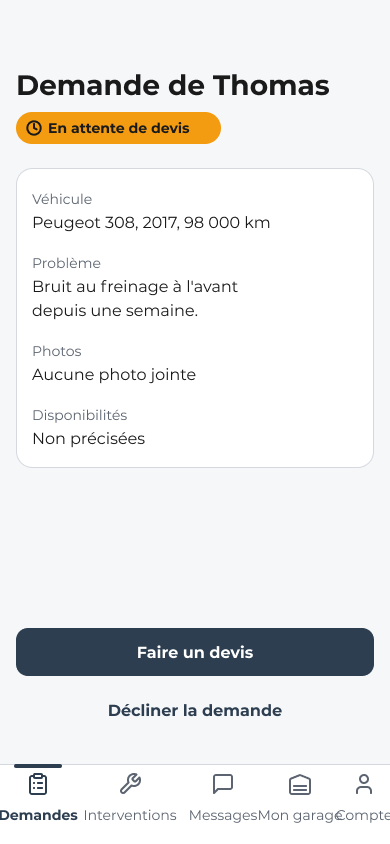 Demande de Thomas
En attente de devis
Véhicule
Peugeot 308, 2017, 98 000 km
Problème
Bruit au freinage à l'avant
depuis une semaine.
Photos
Aucune photo jointe
Disponibilités
Non précisées
Faire un devis
Décliner la demande
Demandes Interventions Messages Mon garage Compte